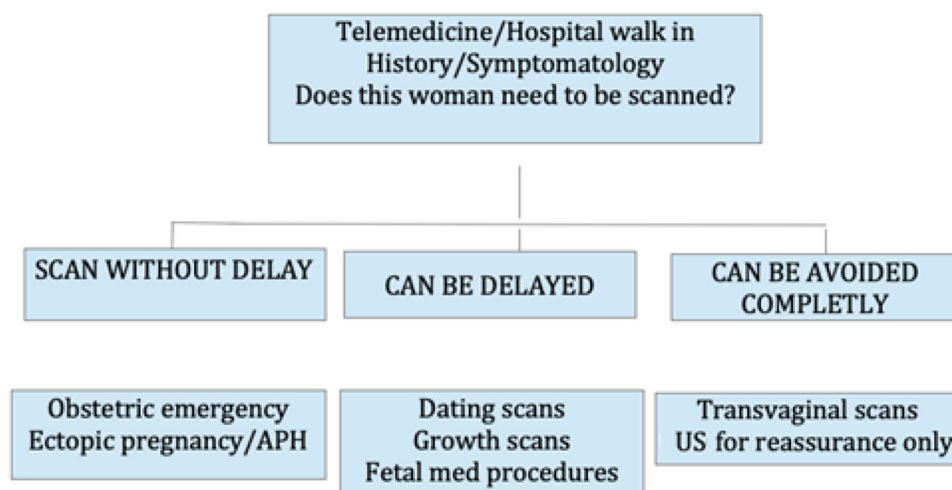 Telemedicine/Hospital walk in
History/Symptomatology
Does this woman need to be scanned?
SCAN WITHOUT DELAY
CAN BE DELAYED
CAN BE AVOIDED
COMPLETLY
Obstetric emergency
Ectopic pregnancy/APH
Dating scans
Growth scans
Fetal med procedures
Transvaginal scans
US for reassurance only